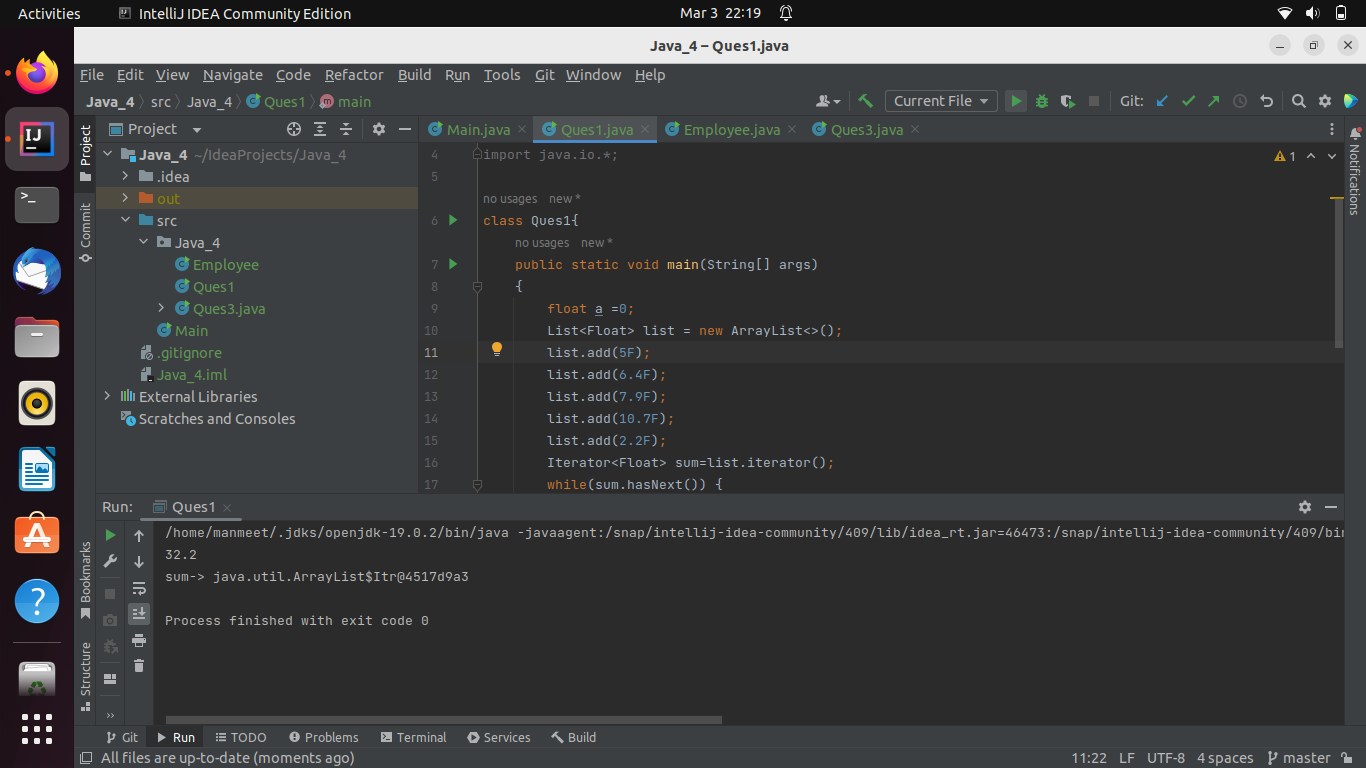 Activities IntelliJ IDEA Community Edition Mar 3 22:19
Java_4 – Ques1.java
File Edit View Navigate Code Refactor Build Run Tools Git Window Help
Java_4 src Java_4 Ques1 main Current File Git:
Project Main.java Ques1.java Employee.java Ques3.java
Project
Commit
Bookmarks
Structure
Notifications
Java_4 ~/IdeaProjects/Java_4
.idea
out
src
Java_4
Employee
Ques1
Ques3.java
Main
.gitignore
Java_4.iml
External Libraries
Scratches and Consoles
1
4 import java.io.*;
5
no usages new *
6 class Ques1{
no usages new *
7 public static void main(String[] args)
8 {
9 float a =0;
10 List<Float> list = new ArrayList<>();
11 list.add(5F);
12 list.add(6.4F);
13 list.add(7.9F);
14 list.add(10.7F);
15 list.add(2.2F);
16 Iterator<Float> sum=list.iterator();
17 while(sum.hasNext()) {
Run: Ques1
/home/manmeet/.jdks/openjdk-19.0.2/bin/java -javaagent:/snap/intellij-idea-community/409/lib/idea_rt.jar=46473:/snap/intellij-idea-community/409/bin
32.2
sum-> java.util.ArrayList$Itr@4517d9a3
Process finished with exit code 0
Git Run TODO Problems Terminal Services Build
All files are up-to-date (moments ago) 11:22 LF UTF-8 4 spaces master